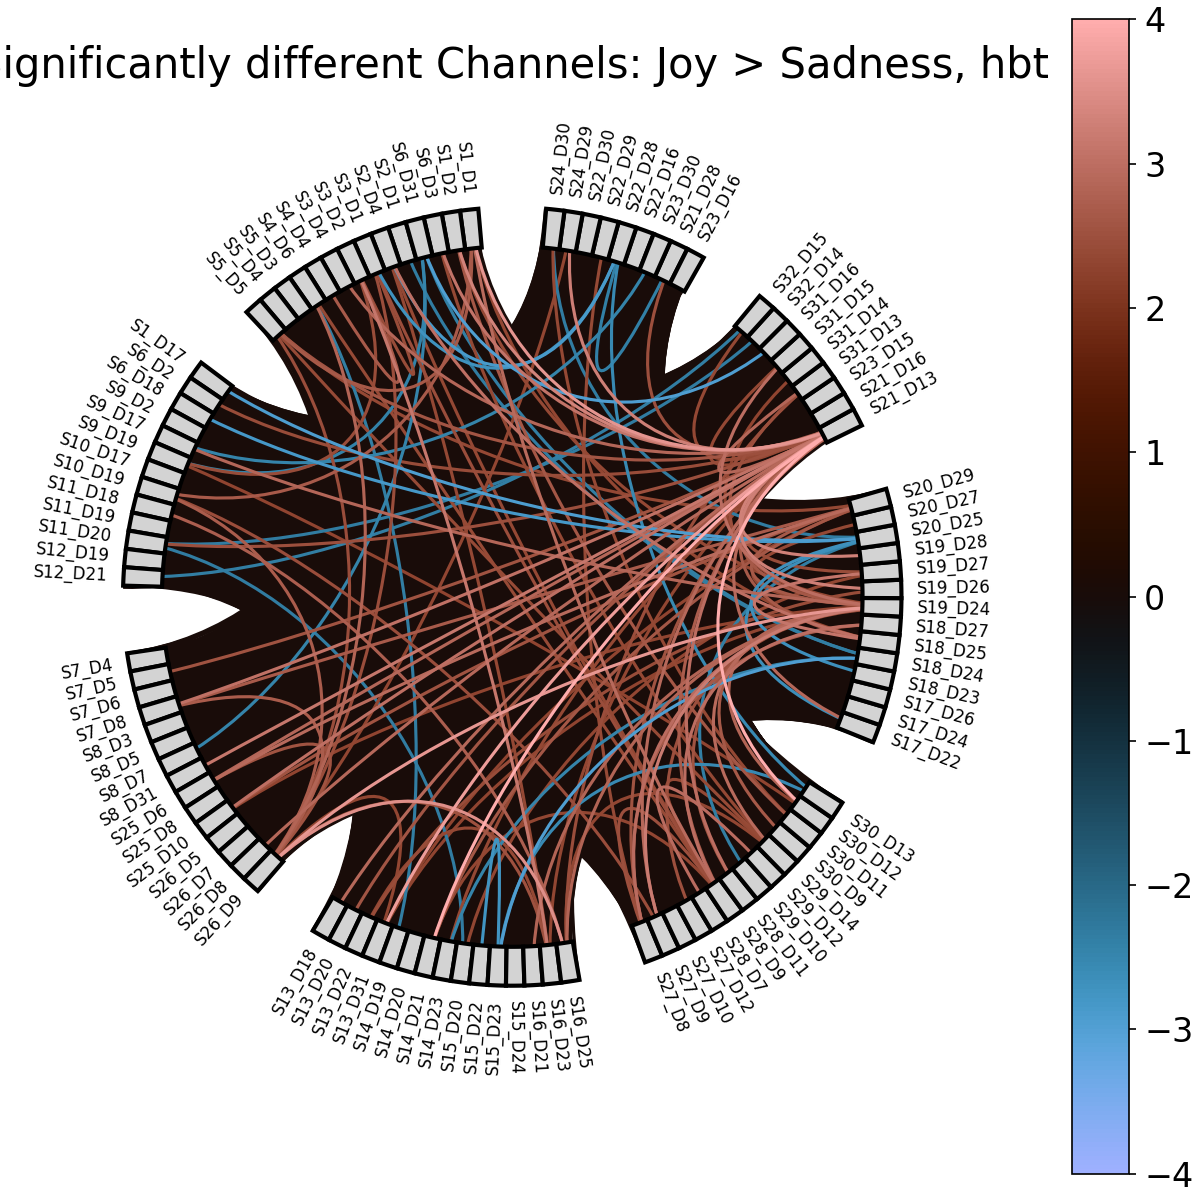 ignificantly different Channels: Joy > Sadness, hbt
S24_D30
S24_D29
S22_D30
S22_D29
S22_D28
S22_D16
S23_D30
S21_D28
S23_D16
S32_D15
S32_D14
S31_D16
S31_D15
S31_D14
S31_D13
S23_D15
S21_D16
S21_D13
S20_D29
S20_D27
S20_D25
S19_D28
S19_D27
S19_D26
S19_D24
S18_D27
S18_D25
S18_D24
S18_D23
S17_D26
S17_D24
S17_D22
S30_D13
S30_D12
S30_D11
S30_D9
S29_D14
S29_D12
S29_D10
S28_D11
S28_D9
S28_D7
S27_D12
S27_D10
S27_D9
S27_D8
S16_D25
S16_D23
S16_D21
S15_D24
S15_D23
S15_D22
S15_D20
S14_D23
S14_D21
S14_D20
S14_D19
S13_D31
S13_D22
S13_D20
S13_D18
S26_D9
S26_D8
S26_D7
S26_D5
S25_D10
S25_D8
S25_D6
S8_D31
S8_D7
S8_D5
S8_D3
S7_D8
S7_D6
S7_D5
S7_D4
S12_D21
S12_D19
S11_D20
S11_D19
S11_D18
S10_D19
S10_D17
S9_D19
S9_D17
S9_D2
S6_D18
S6_D2
S1_D17
S5_D5
S5_D4
S5_D3
S4_D6
S4_D4
S3_D4
S3_D2
S3_D1
S2_D4
S2_D1
S6_D31
S6_D3
S1_D2
S1_D1
4
3
2
1
0
−1
−2
−3
−4